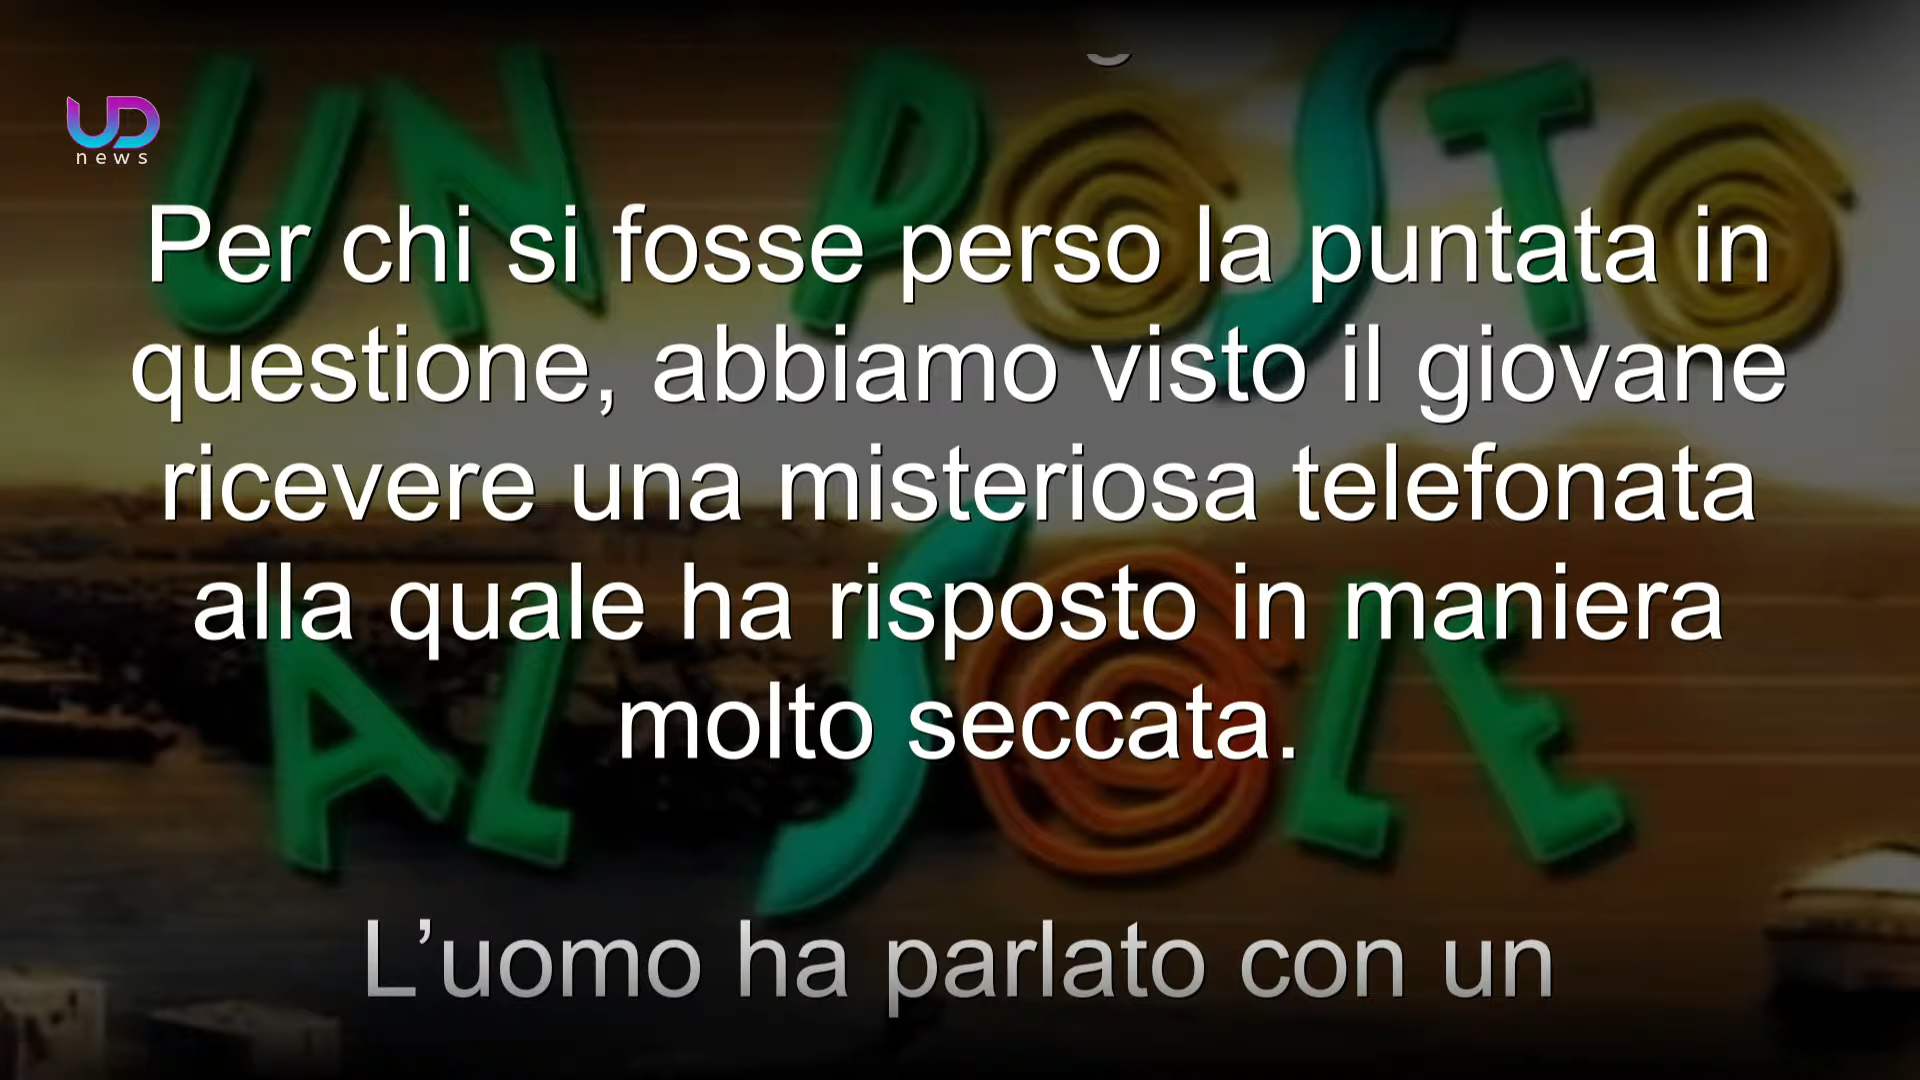 UD
news
UN POSTO
AL SOLE
Per chi si fosse perso la puntata in
questione, abbiamo visto il giovane
ricevere una misteriosa telefonata
alla quale ha risposto in maniera
molto seccata.
L’uomo ha parlato con un